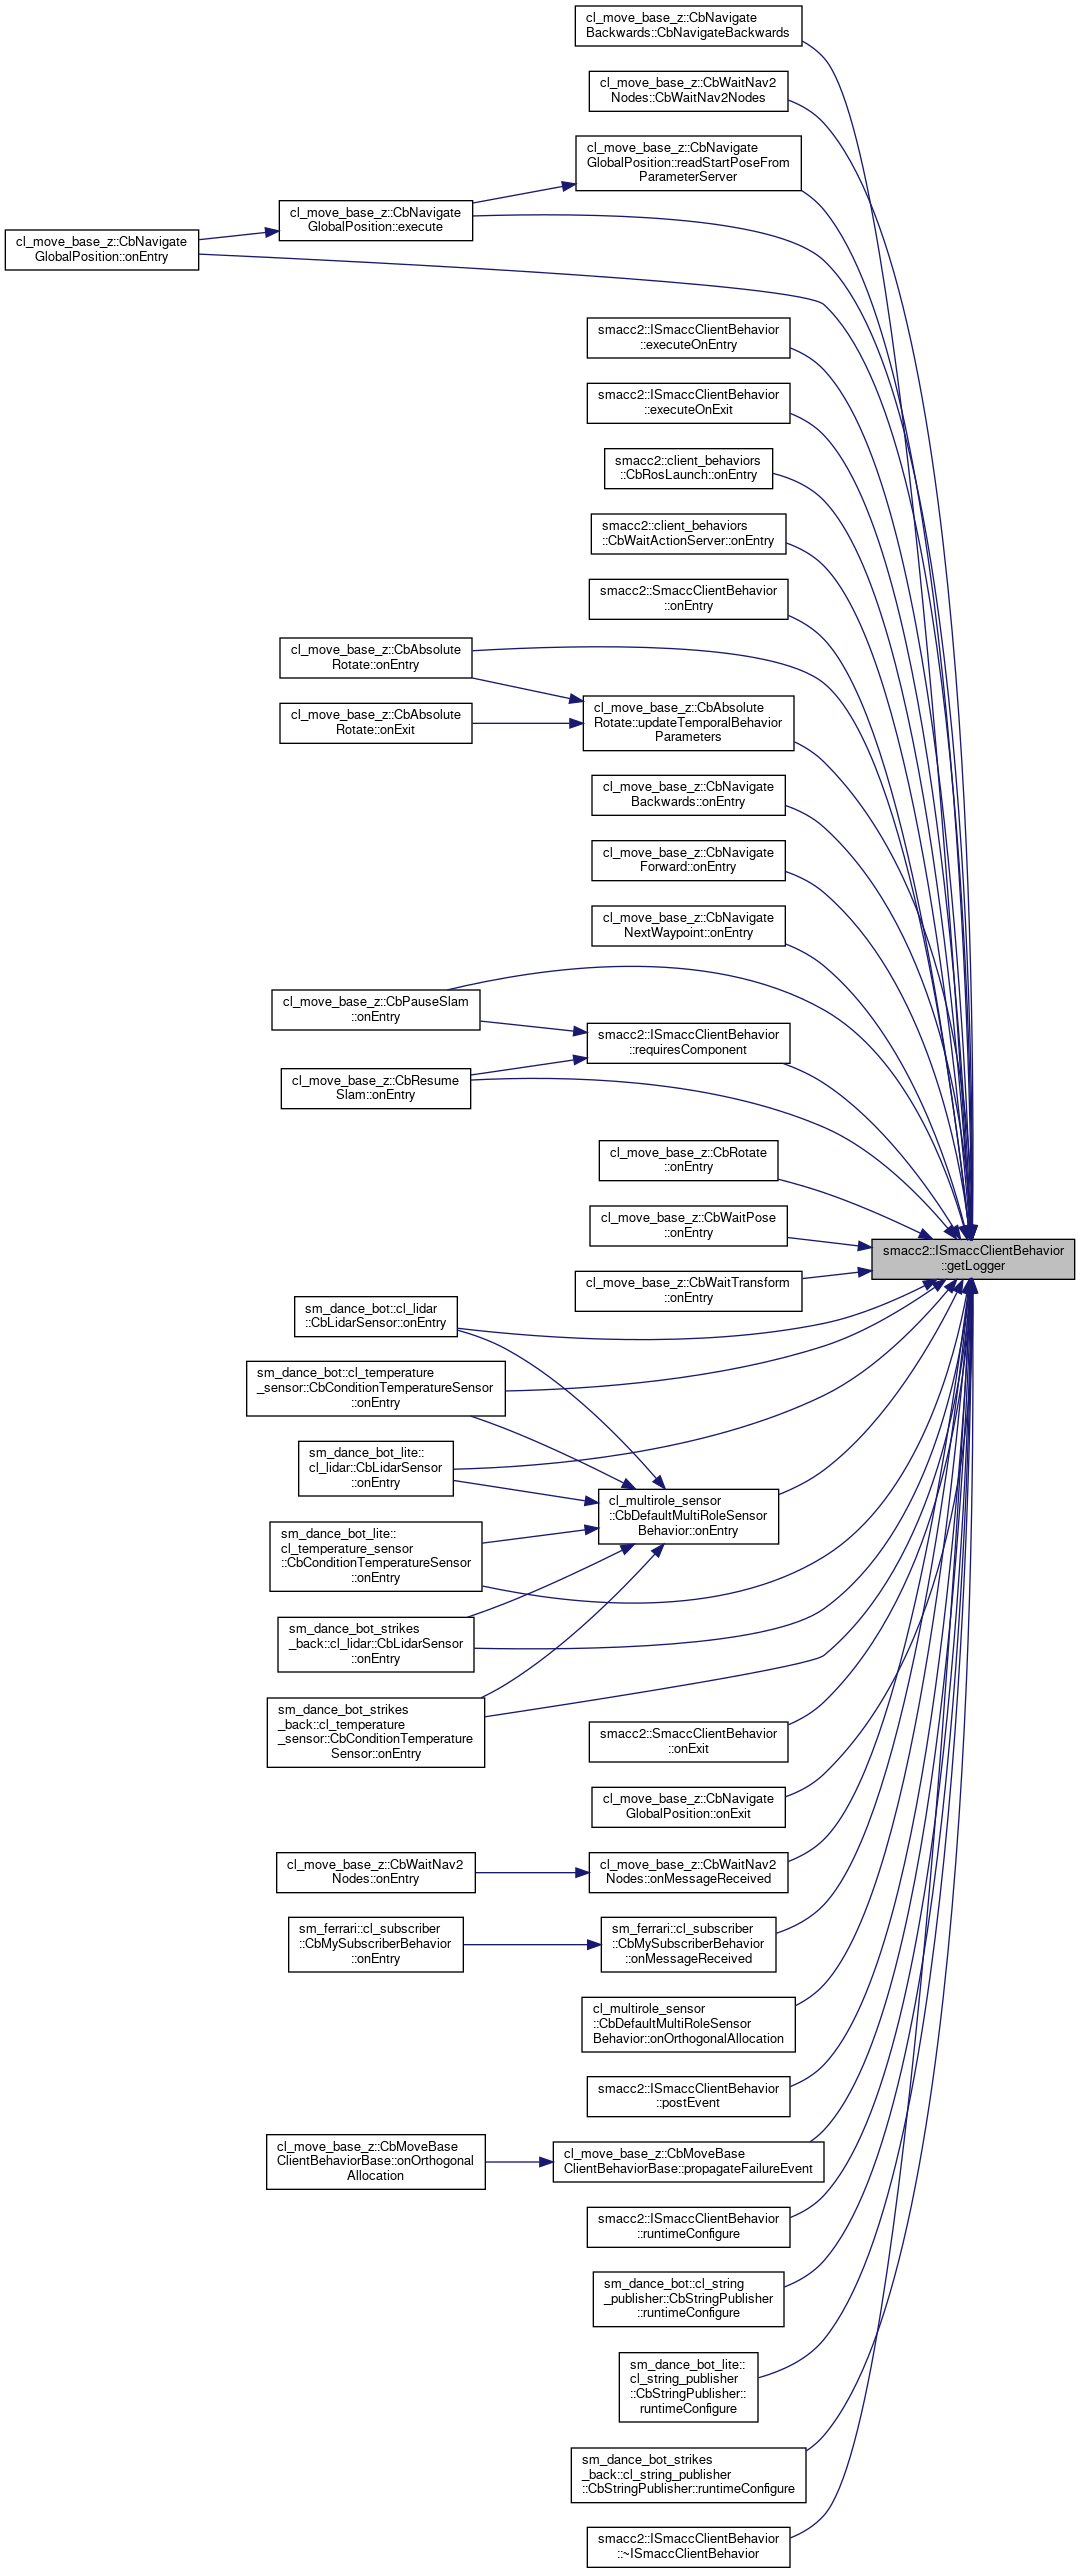 cl_move_base_z::CbNavigate
Backwards::CbNavigateBackwards
cl_move_base_z::CbWaitNav2
Nodes::CbWaitNav2Nodes
cl_move_base_z::CbNavigate
GlobalPosition::readStartPoseFrom
ParameterServer
cl_move_base_z::CbNavigate
GlobalPosition::execute
cl_move_base_z::CbNavigate
GlobalPosition::onEntry
smacc2::ISmaccClientBehavior
::executeOnEntry
smacc2::ISmaccClientBehavior
::executeOnExit
smacc2::client_behaviors
::CbRosLaunch::onEntry
smacc2::client_behaviors
::CbWaitActionServer::onEntry
smacc2::SmaccClientBehavior
::onEntry
cl_move_base_z::CbAbsolute
Rotate::onEntry
cl_move_base_z::CbAbsolute
Rotate::updateTemporalBehavior
Parameters
cl_move_base_z::CbAbsolute
Rotate::onExit
cl_move_base_z::CbNavigate
Backwards::onEntry
cl_move_base_z::CbNavigate
Forward::onEntry
cl_move_base_z::CbNavigate
NextWaypoint::onEntry
cl_move_base_z::CbPauseSlam
::onEntry
smacc2::ISmaccClientBehavior
::requiresComponent
cl_move_base_z::CbResume
Slam::onEntry
cl_move_base_z::CbRotate
::onEntry
cl_move_base_z::CbWaitPose
::onEntry
smacc2::ISmaccClientBehavior
::getLogger
cl_move_base_z::CbWaitTransform
::onEntry
sm_dance_bot::cl_lidar
::CbLidarSensor::onEntry
sm_dance_bot::cl_temperature
_sensor::CbConditionTemperatureSensor
::onEntry
sm_dance_bot_lite::
cl_lidar::CbLidarSensor
::onEntry
cl_multirole_sensor
::CbDefaultMultiRoleSensor
Behavior::onEntry
sm_dance_bot_lite::
cl_temperature_sensor
::CbConditionTemperatureSensor
::onEntry
sm_dance_bot_strikes
_back::cl_lidar::CbLidarSensor
::onEntry
sm_dance_bot_strikes
_back::cl_temperature
_sensor::CbConditionTemperature
Sensor::onEntry
smacc2::SmaccClientBehavior
::onExit
cl_move_base_z::CbNavigate
GlobalPosition::onExit
cl_move_base_z::CbWaitNav2
Nodes::onEntry
cl_move_base_z::CbWaitNav2
Nodes::onMessageReceived
sm_ferrari::cl_subscriber
::CbMySubscriberBehavior
::onEntry
sm_ferrari::cl_subscriber
::CbMySubscriberBehavior
::onMessageReceived
cl_multirole_sensor
::CbDefaultMultiRoleSensor
Behavior::onOrthogonalAllocation
smacc2::ISmaccClientBehavior
::postEvent
cl_move_base_z::CbMoveBase
ClientBehaviorBase::onOrthogonal
Allocation
cl_move_base_z::CbMoveBase
ClientBehaviorBase::propagateFailureEvent
smacc2::ISmaccClientBehavior
::runtimeConfigure
sm_dance_bot::cl_string
_publisher::CbStringPublisher
::runtimeConfigure
sm_dance_bot_lite::
cl_string_publisher
::CbStringPublisher::
runtimeConfigure
sm_dance_bot_strikes
_back::cl_string_publisher
::CbStringPublisher::runtimeConfigure
smacc2::ISmaccClientBehavior
::~ISmaccClientBehavior